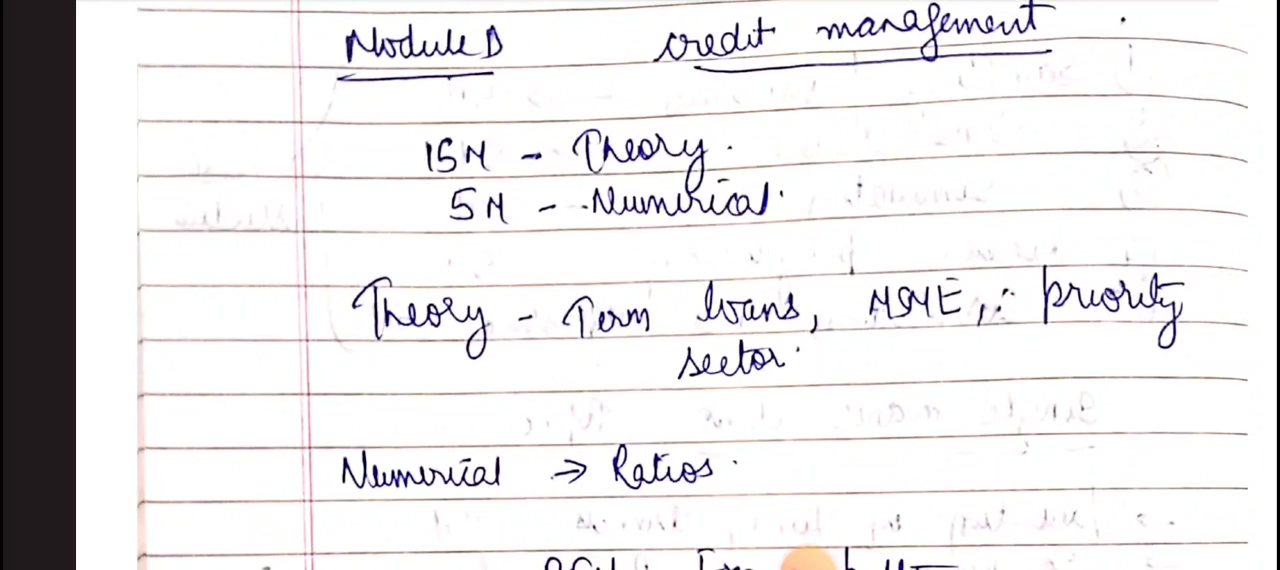 Module D credit management
15M - Theory.
5M - Numerical.
Theory - Term loans, MSME, priority
sector.
Numerical → Ratios.